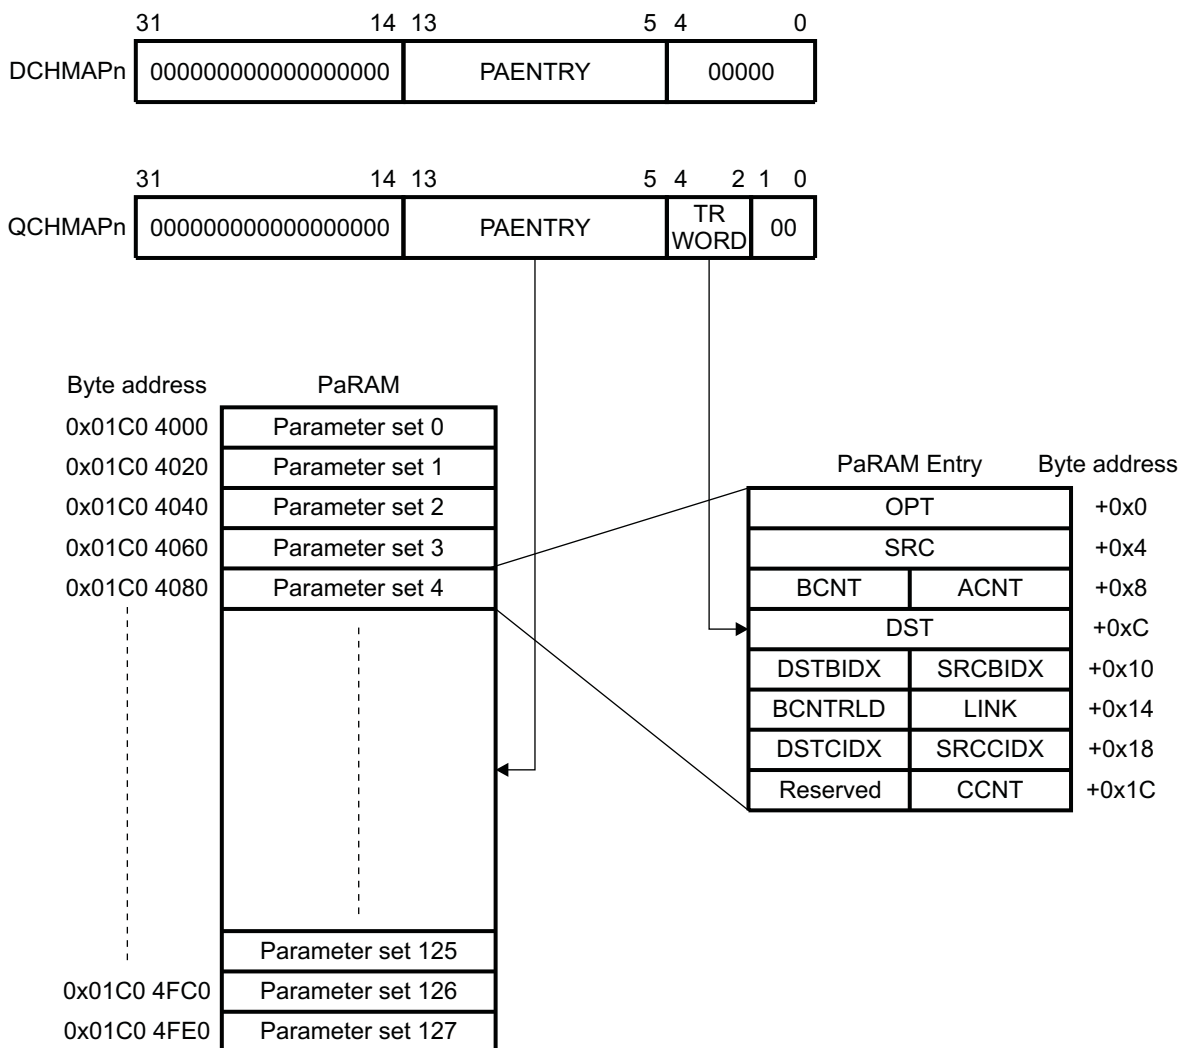 31 14 13 5 4 0
DCHMAPn 000000000000000000 PAENTRY 00000
31 14 13 5 4 2 1 0
QCHMAPn 000000000000000000 PAENTRY TR WORD 00
Byte address PaRAM
0x01C0 4000 Parameter set 0
0x01C0 4020 Parameter set 1
0x01C0 4040 Parameter set 2
0x01C0 4060 Parameter set 3
0x01C0 4080 Parameter set 4
Parameter set 125
0x01C0 4FC0 Parameter set 126
0x01C0 4FE0 Parameter set 127
PaRAM Entry Byte address
OPT +0x0
SRC +0x4
BCNT ACNT +0x8
DST +0xC
DSTBIDX SRCBIDX +0x10
BCNTRLD LINK +0x14
DSTCIDX SRCCIDX +0x18
Reserved CCNT +0x1C